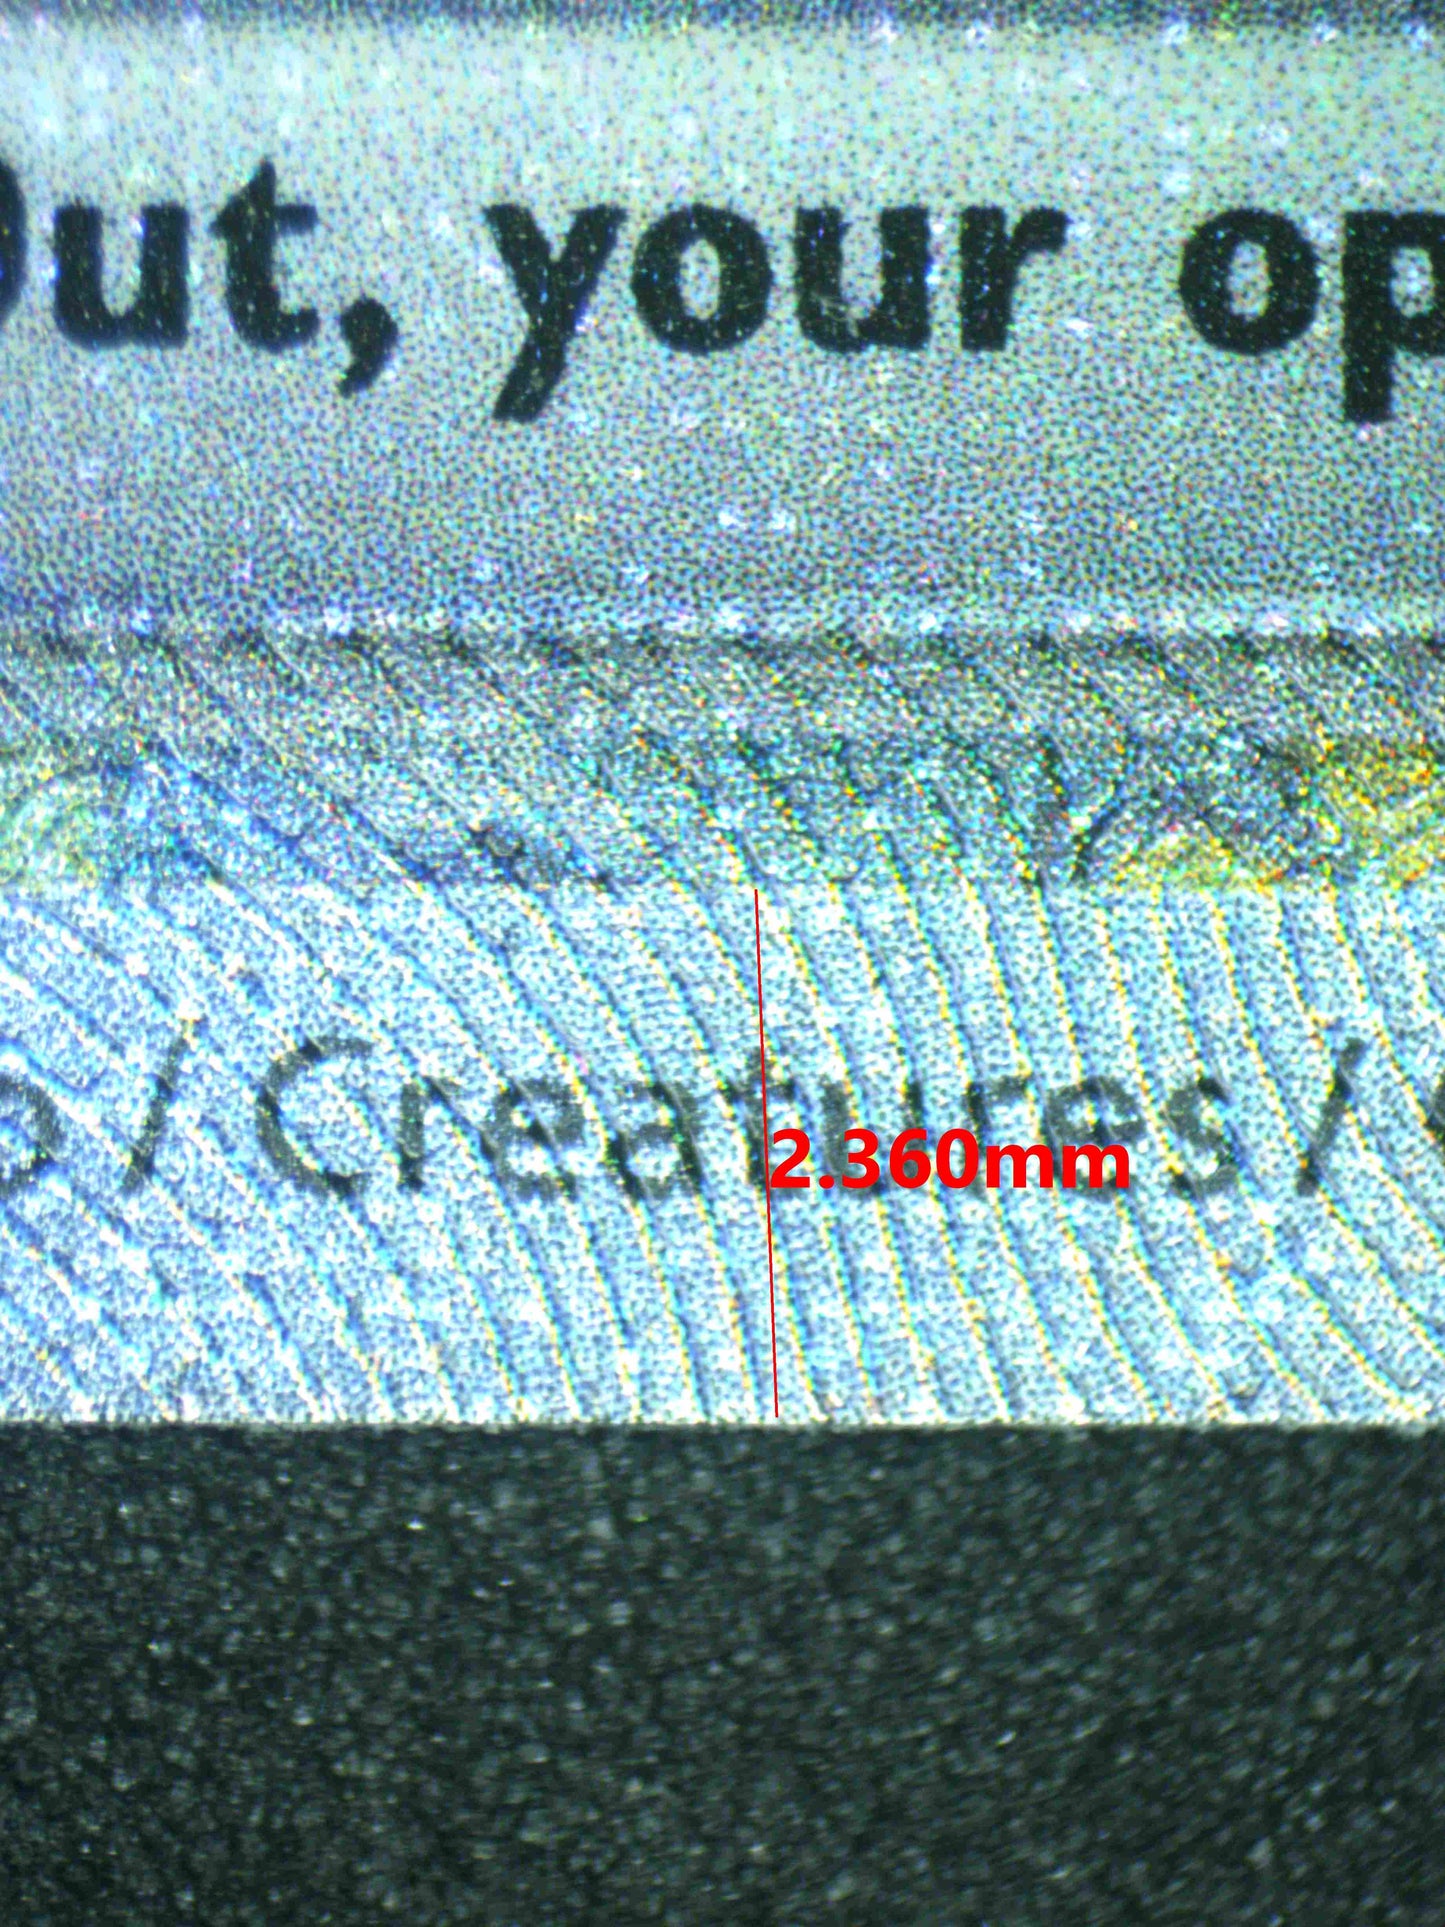 ut, your op
/ Creatures /
2.360mm